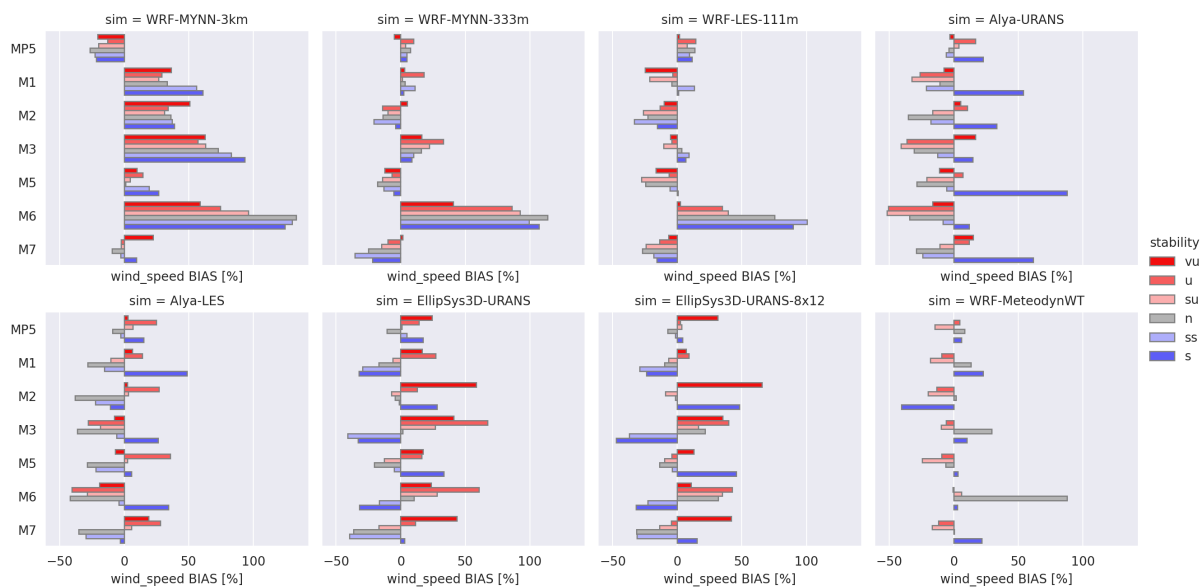 sim = WRF-MYNN-3km
sim = WRF-MYNN-333m
sim = WRF-LES-111m
sim = Alya-URANS
MP5
M1
M2
M3
M5
M6
M7
wind_speed BIAS [%]
wind_speed BIAS [%]
wind_speed BIAS [%]
wind_speed BIAS [%]
sim = Alya-LES
sim = EllipSys3D-URANS
sim = EllipSys3D-URANS-8x12
sim = WRF-MeteodynWT
MP5
M1
M2
M3
M5
M6
M7
−50 0 50 100
−50 0 50 100
−50 0 50 100
−50 0 50 100
wind_speed BIAS [%]
wind_speed BIAS [%]
wind_speed BIAS [%]
wind_speed BIAS [%]
stability
vu
u
su
n
ss
s